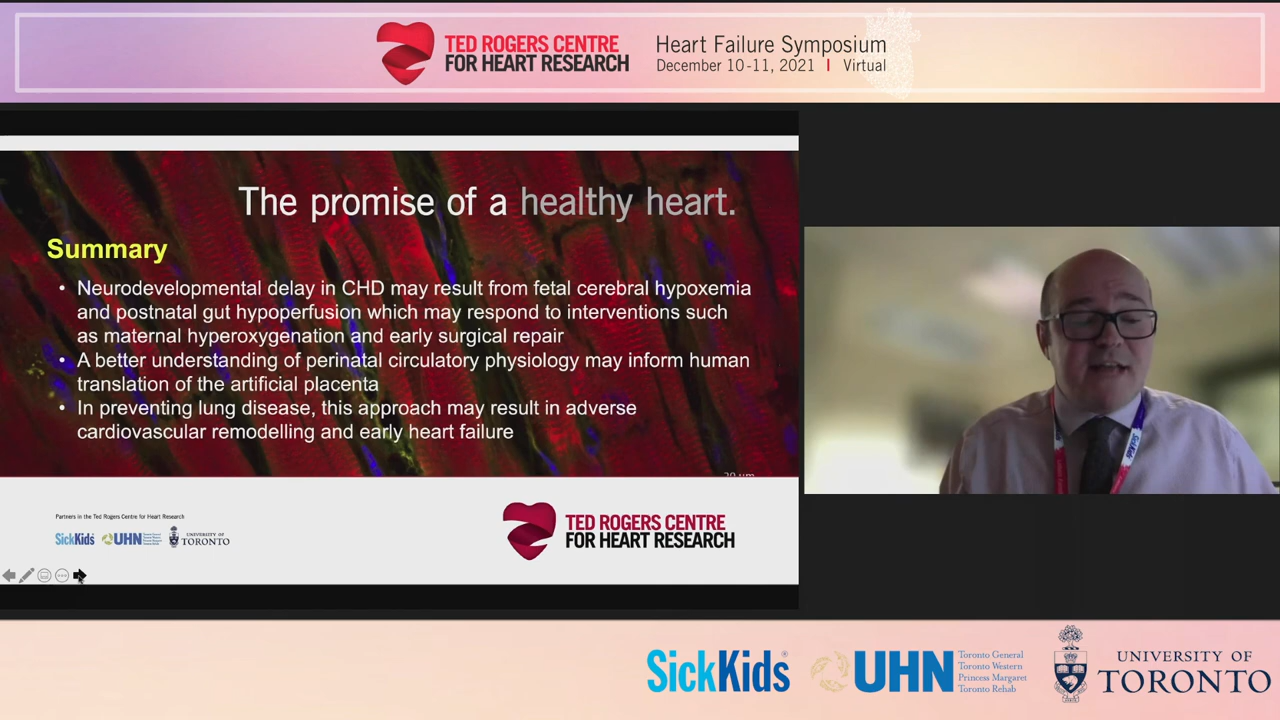 TED ROGERS CENTRE
FOR HEART RESEARCH
Heart Failure Symposium
December 10-11, 2021 | Virtual
The promise of a healthy heart.
Summary
• Neurodevelopmental delay in CHD may result from fetal cerebral hypoxemia
and postnatal gut hypoperfusion which may respond to interventions such
as maternal hyperoxygenation and early surgical repair
• A better understanding of perinatal circulatory physiology may inform human
translation of the artificial placenta
• In preventing lung disease, this approach may result in adverse
cardiovascular remodelling and early heart failure
Partners in the Ted Rogers Centre for Heart Research
SickKids
UHN
UNIVERSITY OF
TORONTO
TED ROGERS CENTRE
FOR HEART RESEARCH
SickKids
SickKids
UHN
Toronto General
Toronto Western
Princess Margaret
Toronto Rehab
UNIVERSITY OF
TORONTO